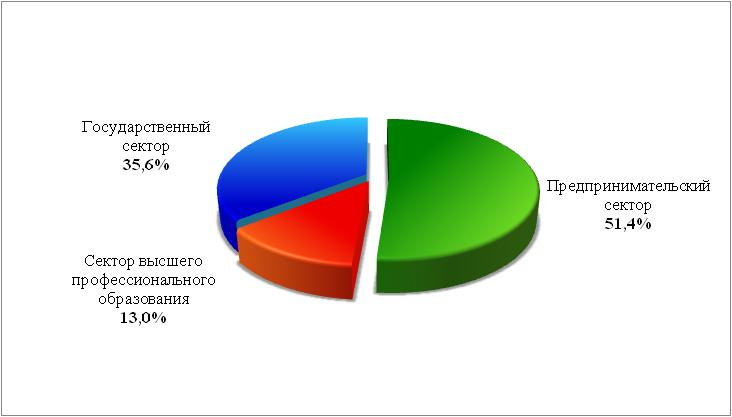 Государственный
сектор
35,6%
Предпринимательский
сектор
51,4%
Сектор высшего
профессионального
образования
13,0%